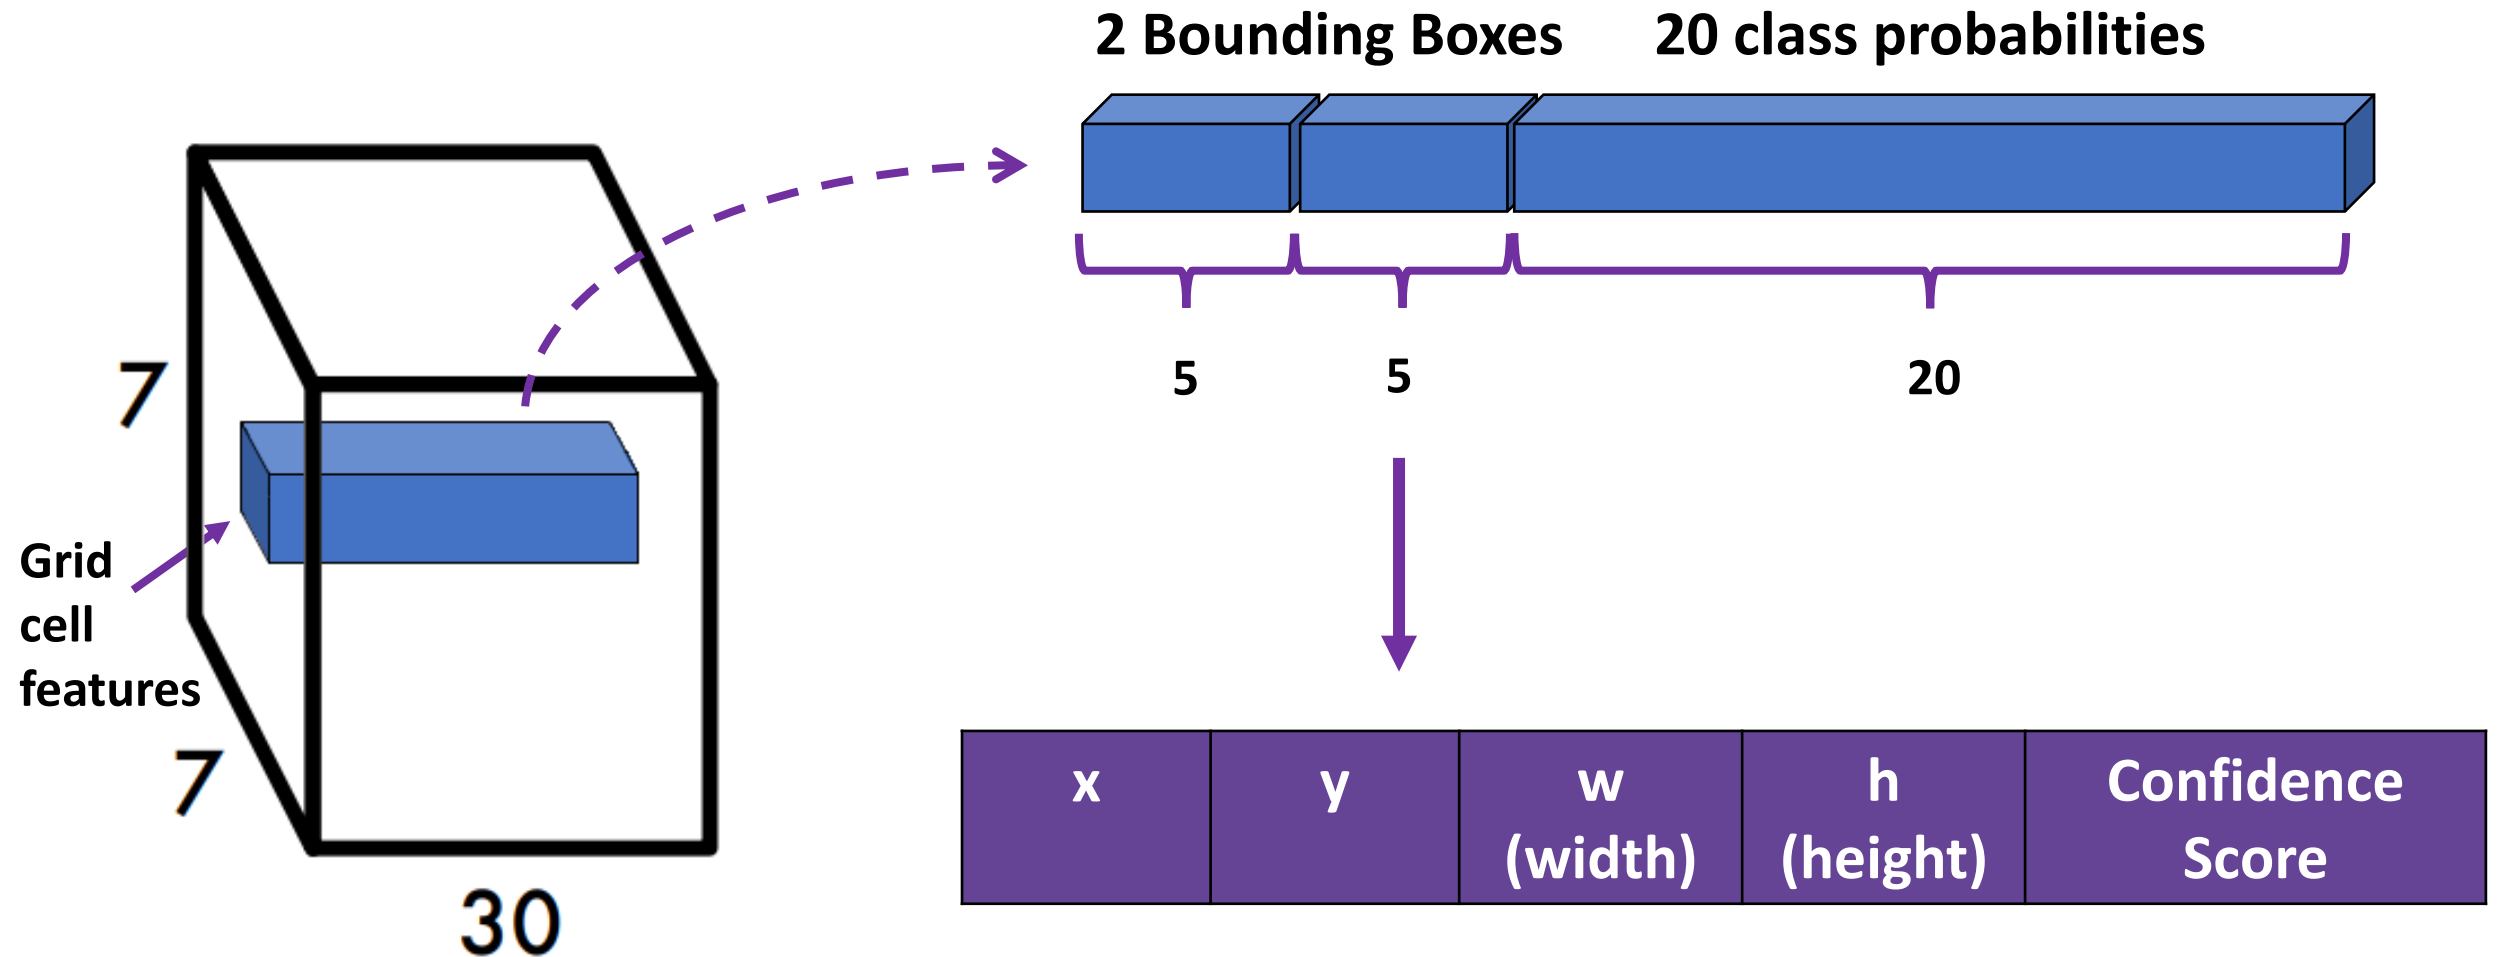 2 Bounding Boxes
20 class probabilities
7
5
5
20
Grid
cell
features
7
30
x
y
w
(width)
h
(height)
Confidence
Score